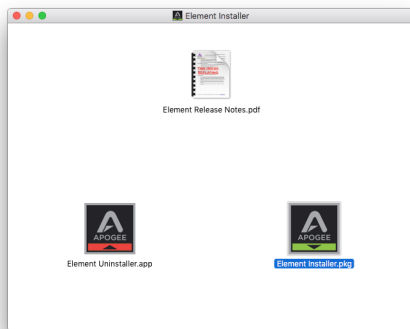 Element Installer
Element Release Notes.pdf
APOGEE
APOGEE
Element Uninstaller.app
Element Installer.pkg